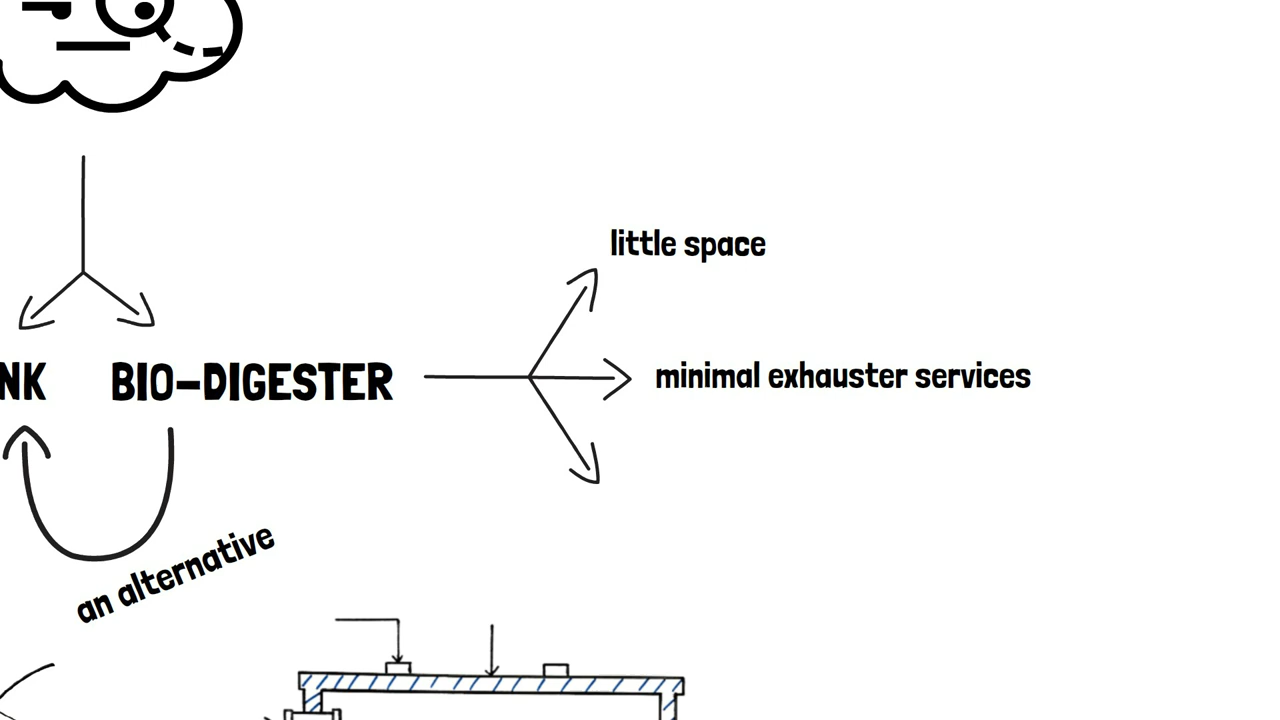 little space
minimal exhauster services
NK BIO-DIGESTER
an alternative